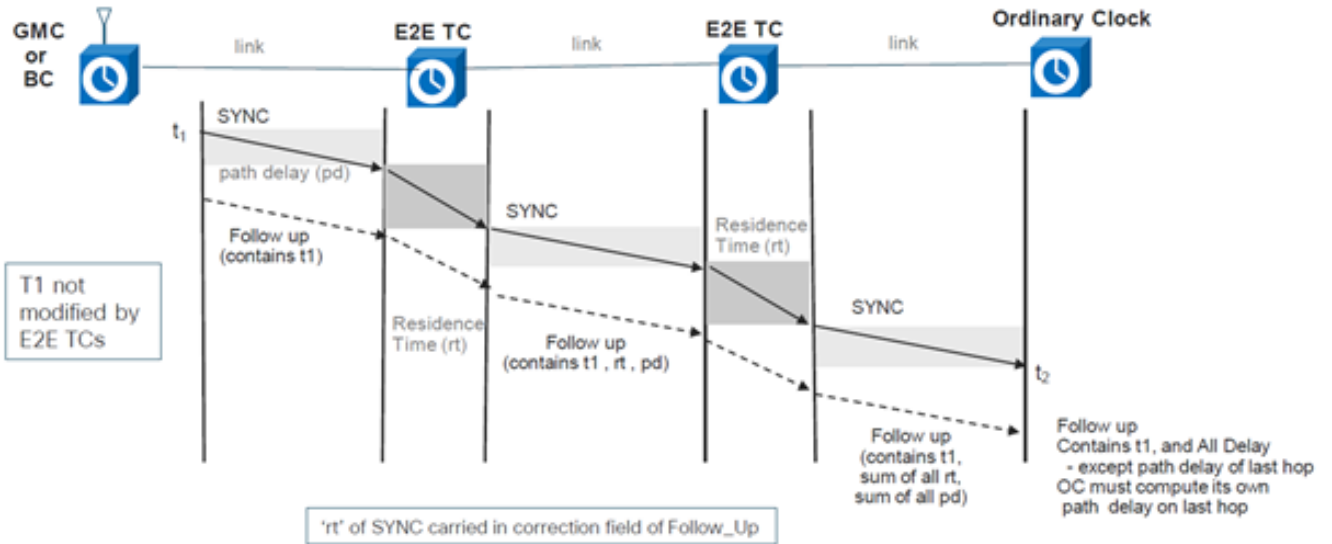 GMC
or
BC
link
E2E TC
link
E2E TC
link
Ordinary Clock
SYNC
t1
path delay (pd)
Follow up
(contains t1)
T1 not
modified by
E2E TCs
SYNC
Residence
Time (rt)
Residence
Time (rt)
Follow up
(contains t1 , rt , pd)
SYNC
t2
Follow up
(contains t1,
sum of all rt,
sum of all pd)
Follow up
Contains t1, and All Delay
- except path delay of last hop
OC must compute its own
path delay on last hop
'rt' of SYNC carried in correction field of Follow_Up